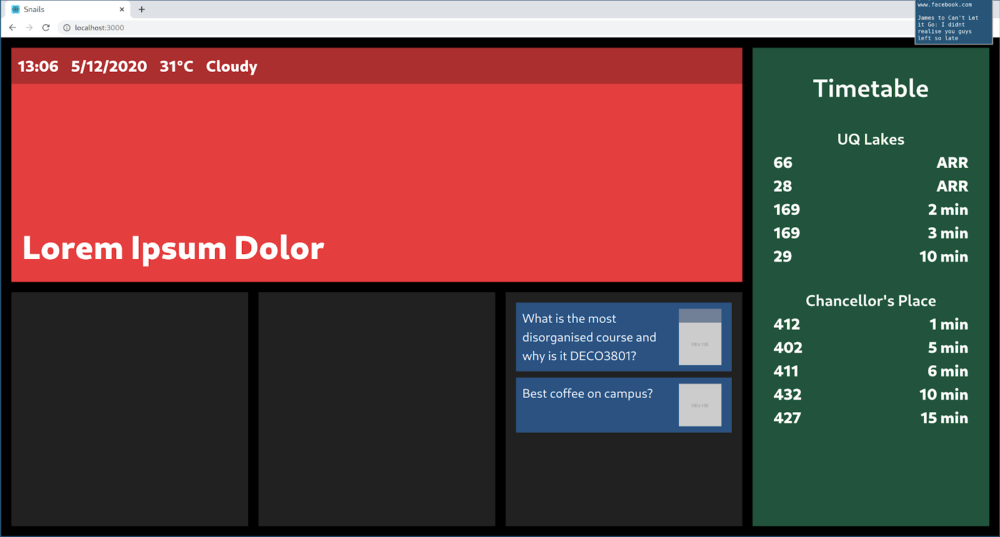 Snails
localhost:3000
www.facebook.com
James to Can't Let
it Go: I didnt
realise you guys
left so late
13:06 5/12/2020 31°C Cloudy
Lorem Ipsum Dolor
What is the most
disorganised course and
why is it DECO3801?
100 x 100
Best coffee on campus?
100 x 100
Timetable
UQ Lakes
66 ARR
28 ARR
169 2 min
169 3 min
29 10 min
Chancellor's Place
412 1 min
402 5 min
411 6 min
432 10 min
427 15 min